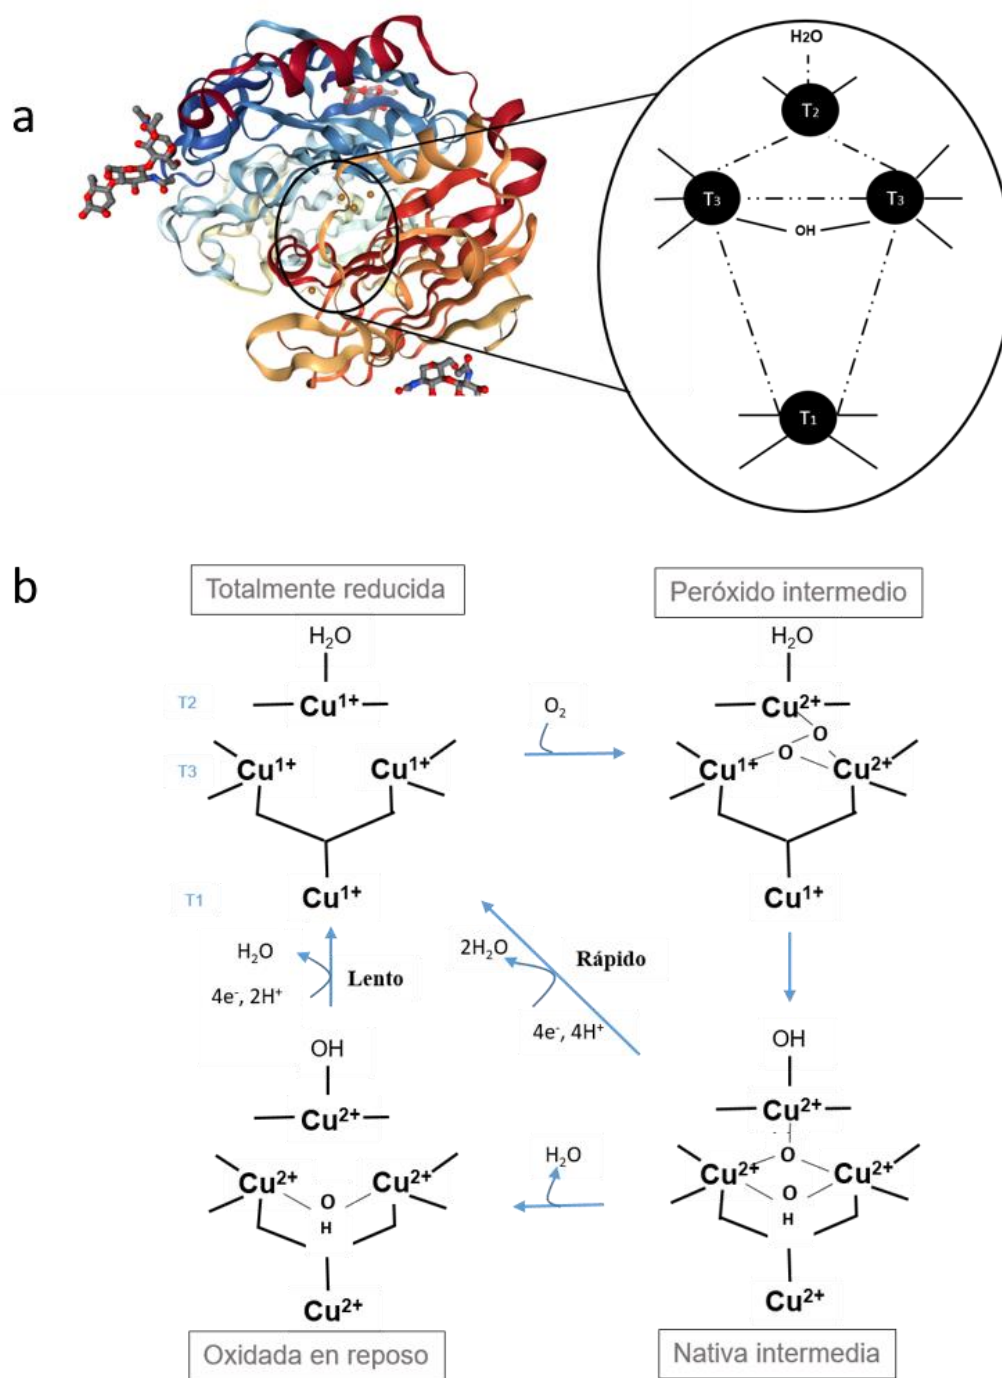 a
H2O
T2
T3
T3
OH
T1
b
Totalmente reducida
Peróxido intermedio
H₂O
H₂O
T2
Cu¹⁺
O₂
Cu²⁺
O
T3
Cu¹⁺
Cu¹⁺
Cu¹⁺
O
Cu²⁺
T1
Cu¹⁺
Cu¹⁺
H₂O
Lento
4e⁻, 2H⁺
2H₂O
Rápido
4e⁻, 4H⁺
OH
OH
Cu²⁺
Cu²⁺
H₂O
O
Cu²⁺
Cu²⁺
O
H
Cu²⁺
Cu²⁺
O
H
Cu²⁺
Cu²⁺
Oxidada en reposo
Nativa intermedia